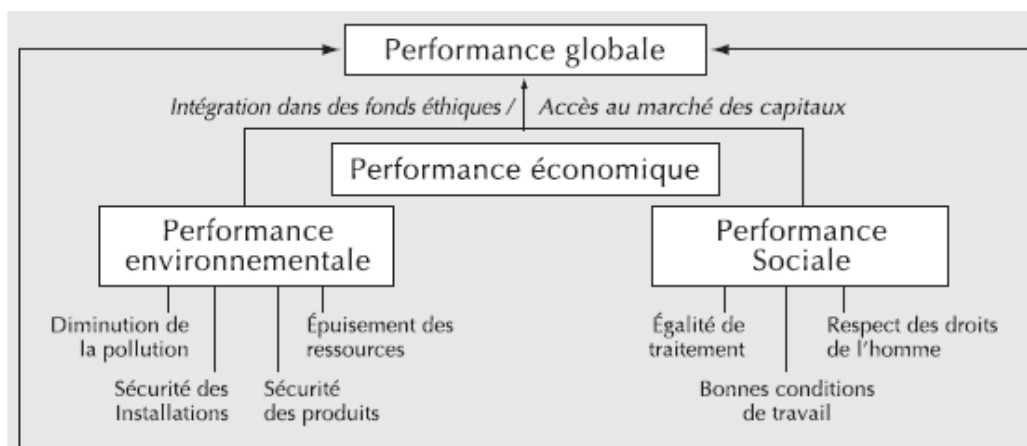 Performance globale
Intégration dans des fonds éthiques / Accès au marché des capitaux
Performance économique
Performance
environnementale
Performance
Sociale
Diminution de
la pollution
Épuisement des
ressources
Égalité de
traitement
Respect des droits
de l'homme
Sécurité des
Installations
Sécurité
des produits
Bonnes conditions
de travail